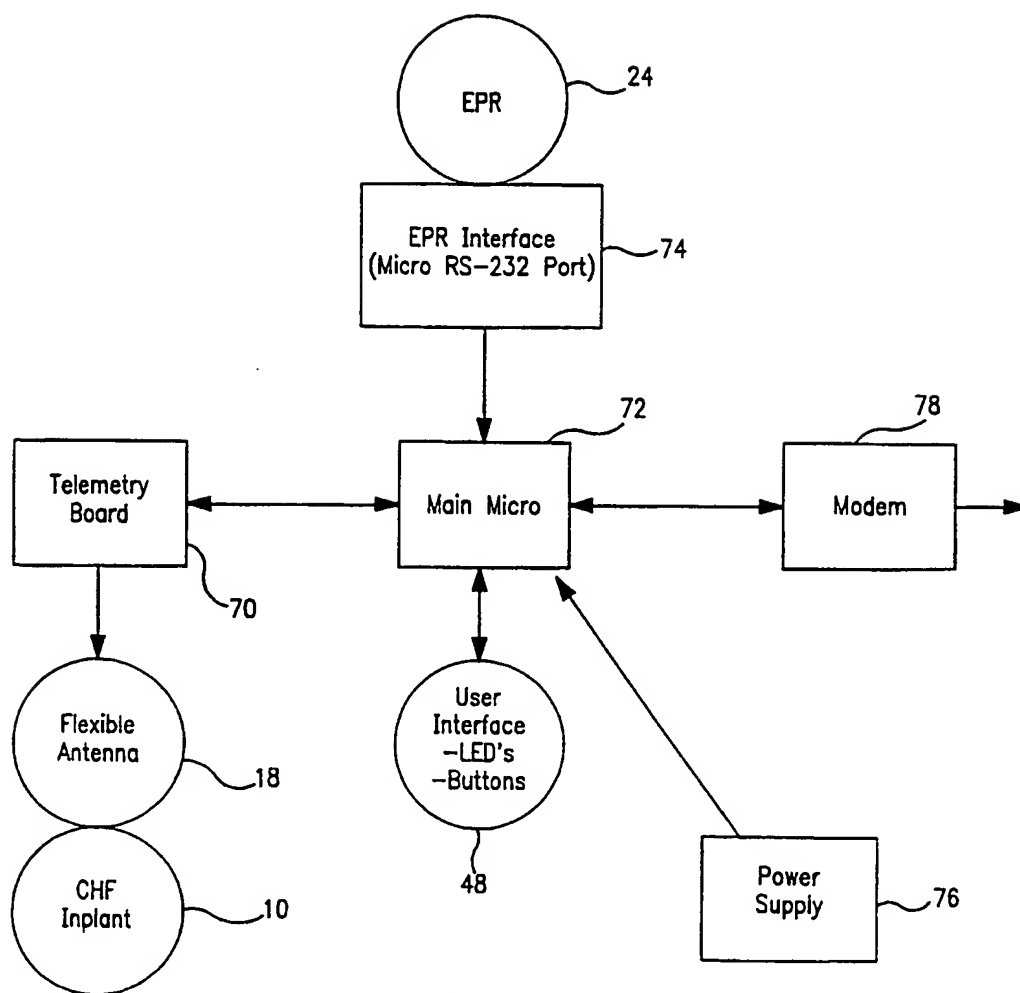 EPR
24
EPR Interface
(Micro RS-232 Port)
74
72
78
Telemetry
Board
Main Micro
Modem
70
Flexible
Antenna
18
User
Interface
-LED's
-Buttons
48
CHF
Inplant
10
Power
Supply
76